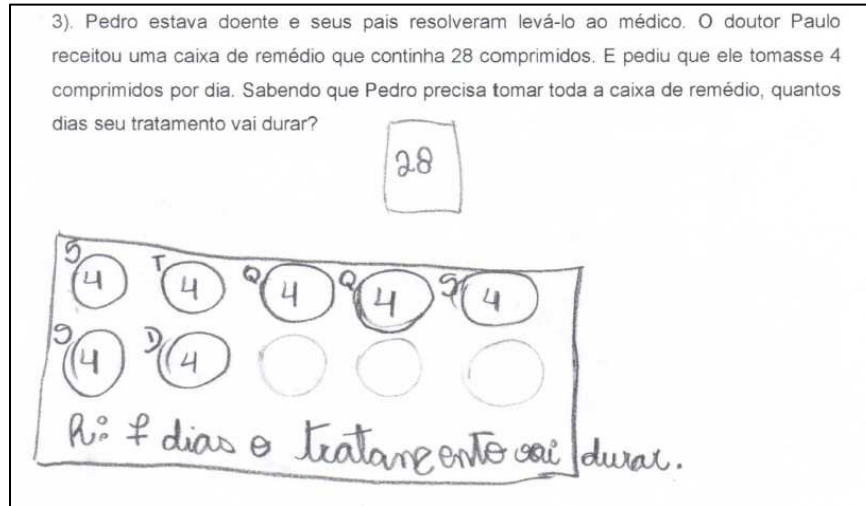 3). Pedro estava doente e seus pais resolveram levá-lo ao médico. O doutor Paulo
receitou uma caixa de remédio que continha 28 comprimidos. E pediu que ele tomasse 4
comprimidos por dia. Sabendo que Pedro precisa tomar toda a caixa de remédio, quantos
dias seu tratamento vai durar?
28
S T Q Q S
4 4 4 4 4
S D
4 4
R: 7 dias o tratamento vai durar.